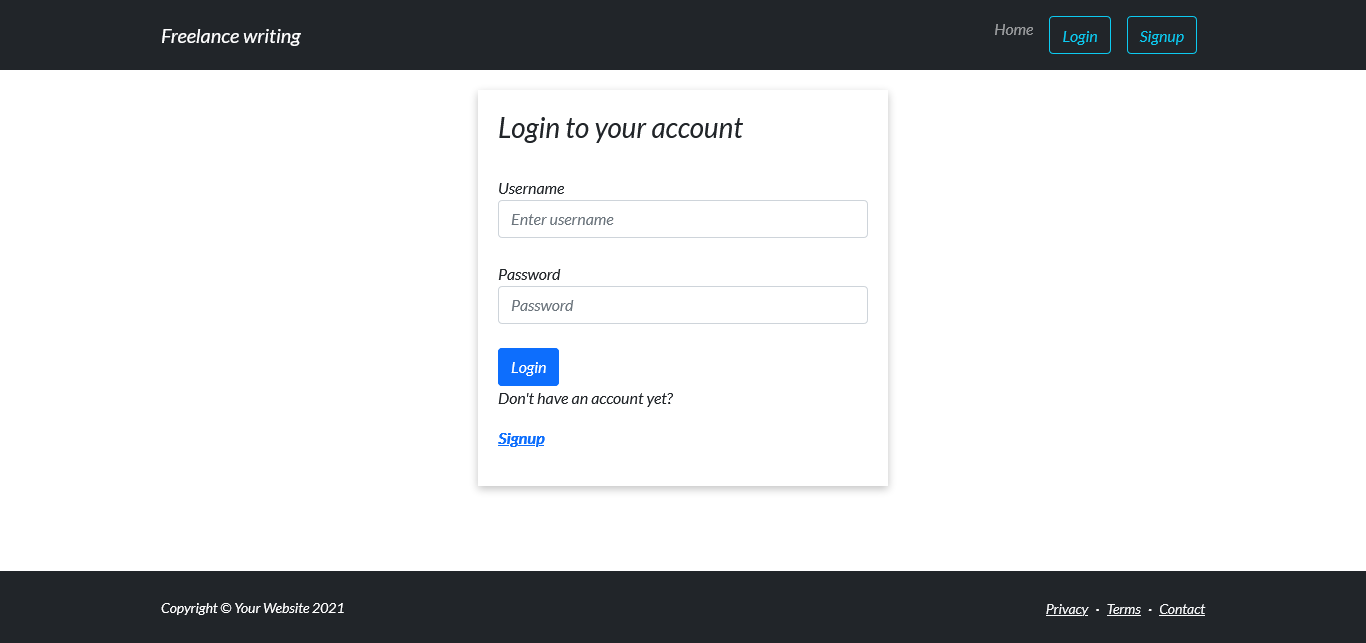 Freelance writing
Home Login Signup
Login to your account
Username
Enter username
Password
Password
Login
Don't have an account yet?
Signup
Copyright © Your Website 2021
Privacy · Terms · Contact